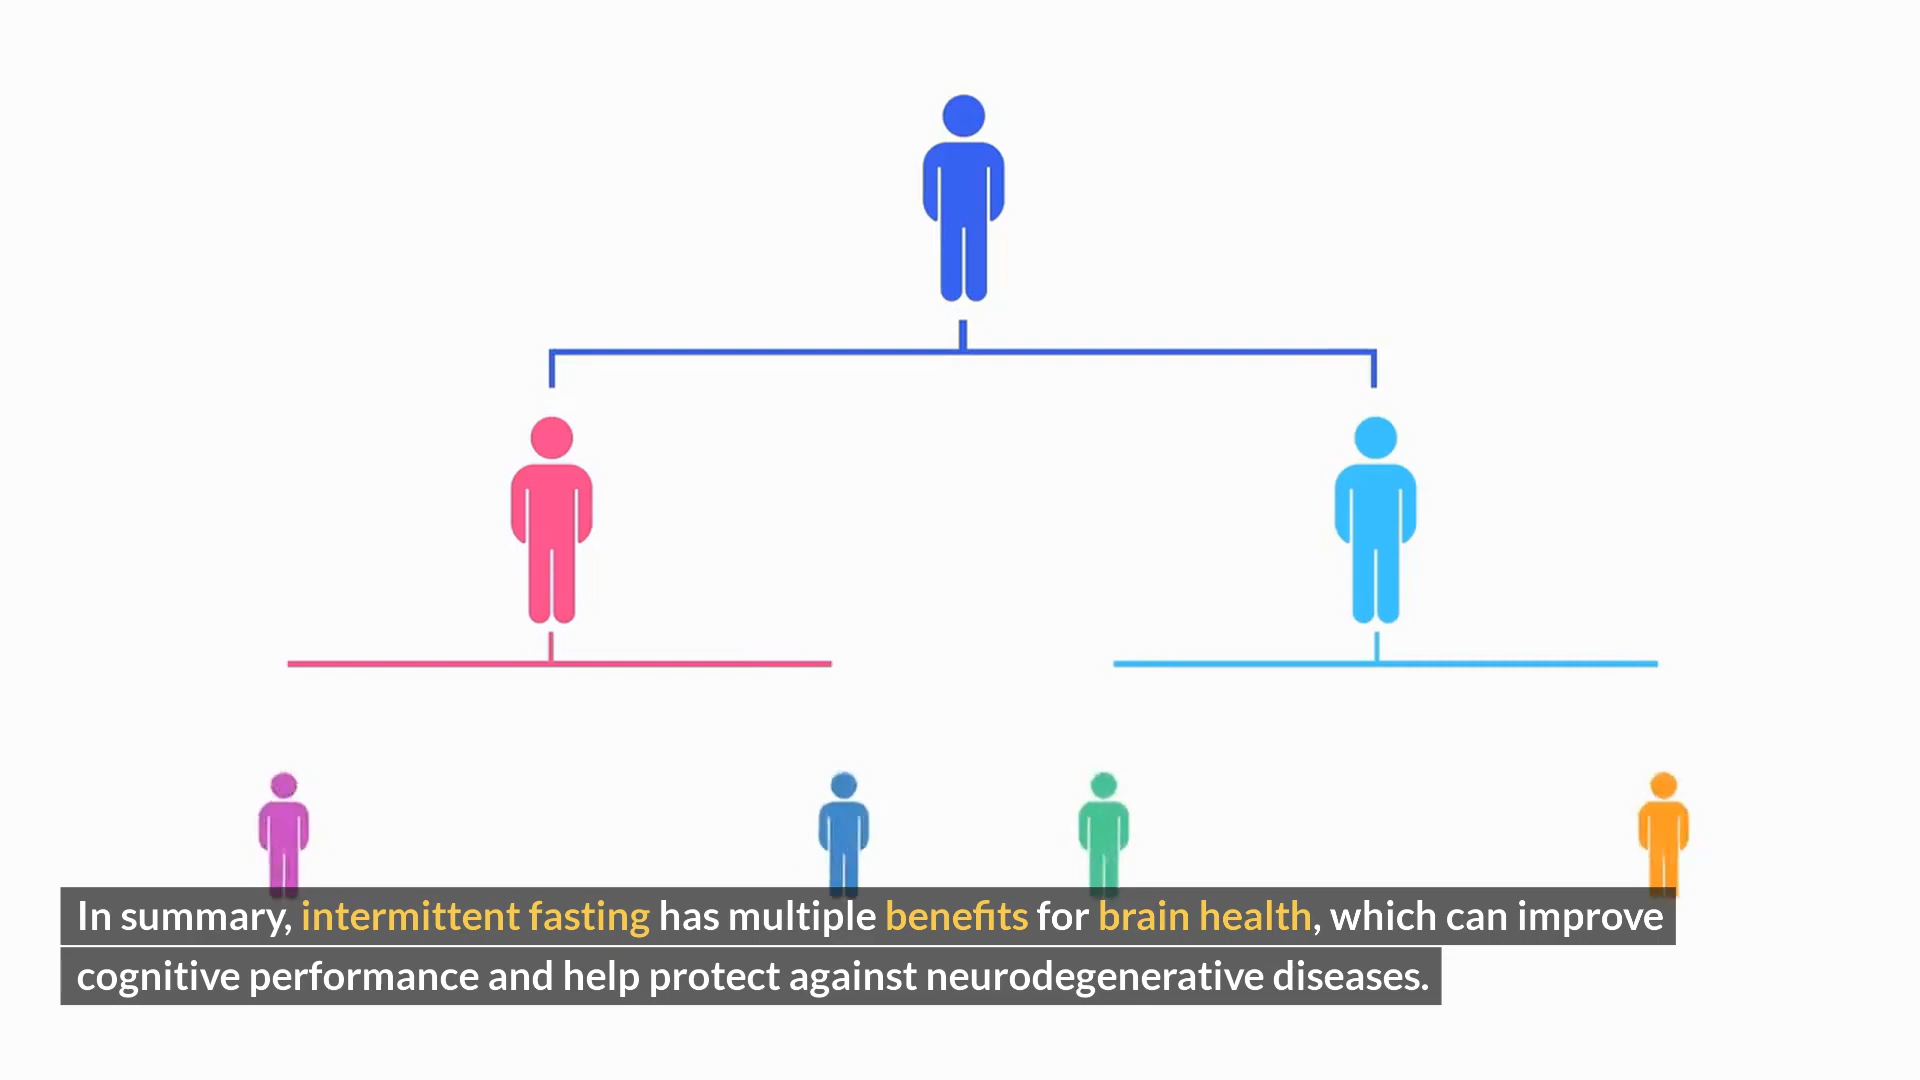 In summary, intermittent fasting has multiple benefits for brain health, which can improve
cognitive performance and help protect against neurodegenerative diseases.